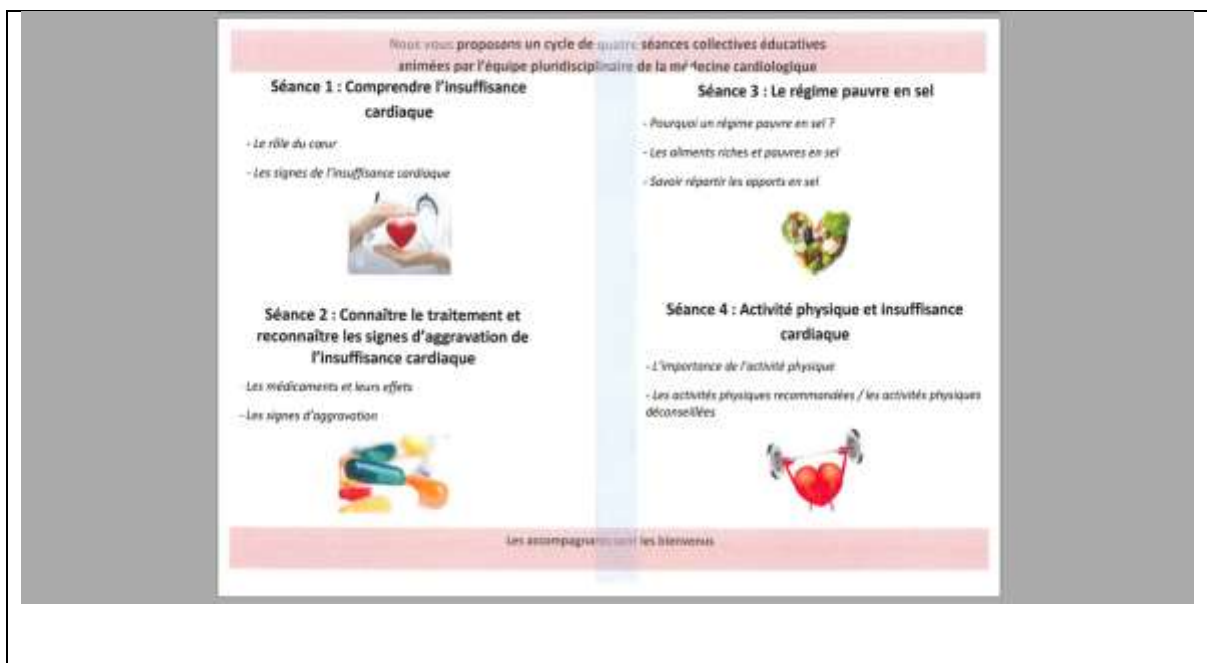 Nous vous proposons un cycle de quatre séances collectives éducatives
animées par l'équipe pluridisciplinaire de la médecine cardiologique
Séance 1 : Comprendre l'insuffisance
cardiaque
- Le rôle du cœur
- Les signes de l'insuffisance cardiaque
Séance 2 : Connaître le traitement et
reconnaître les signes d'aggravation de
l'insuffisance cardiaque
Les médicaments et leurs effets
- Les signes d'aggravation
Séance 3 : Le régime pauvre en sel
- Pourquoi un régime pauvre en sel ?
- Les aliments riches et pauvres en sel
- Savoir répartir les apports en sel
Séance 4 : Activité physique et insuffisance
cardiaque
- L'importance de l'activité physique
- Les activités physiques recommandées / les activités physiques
déconseillées
Les accompagnants sont les bienvenus